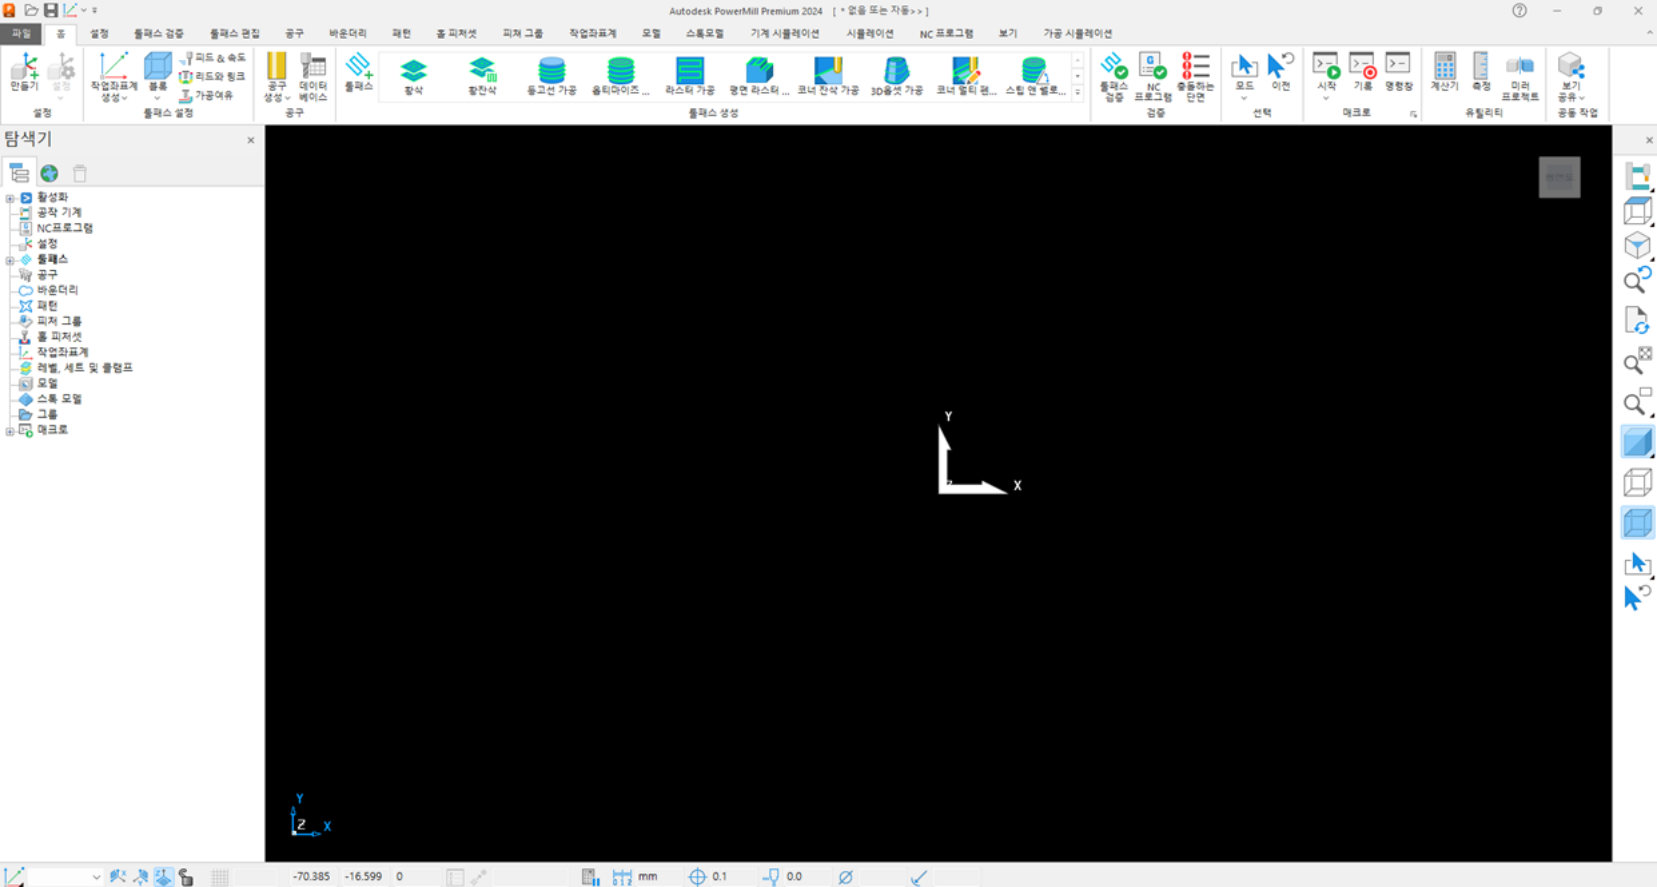 Autodesk PowerMill Premium 2024 [ * 없음 또는 자동>> ]
파일 홈 설정 툴패스 검증 툴패스 편집 공구 바운더리 패턴 홀 피처셋 피쳐 그룹 작업좌표계 모델 스톡모델 기계 시뮬레이션 시뮬레이션 NC 프로그램 보기 가공 시뮬레이션
만들기 설정 작업좌표계 생성 블록 피드 & 속도 리드와 링크 가공여유 공구 생성 데이터 베이스 툴패스 황삭 황잔삭 등고선 가공 옵티마이즈 ... 라스터 가공 평면 라스터 ... 코너 잔삭 가공 3D옵셋 가공 코너 멀티 펜... 스팁 앤 쉘로... 툴패스 검증 NC 프로그램 충돌하는 단면 모드 이전 시작 기록 명령창 계산기 측정 미러 프로젝트 보기 공유
설정 툴패스 설정 공구 툴패스 생성 검증 선택 매크로 유틸리티 공동 작업
탐색기
활성화
공작 기계
NC프로그램
설정
툴패스
공구
바운더리
패턴
피처 그룹
홀 피처셋
작업좌표계
레벨, 세트 및 클램프
모델
스톡 모델
그룹
매크로
Y
X
Y
Z X
-70.385 -16.599 0 mm 0.1 0.0